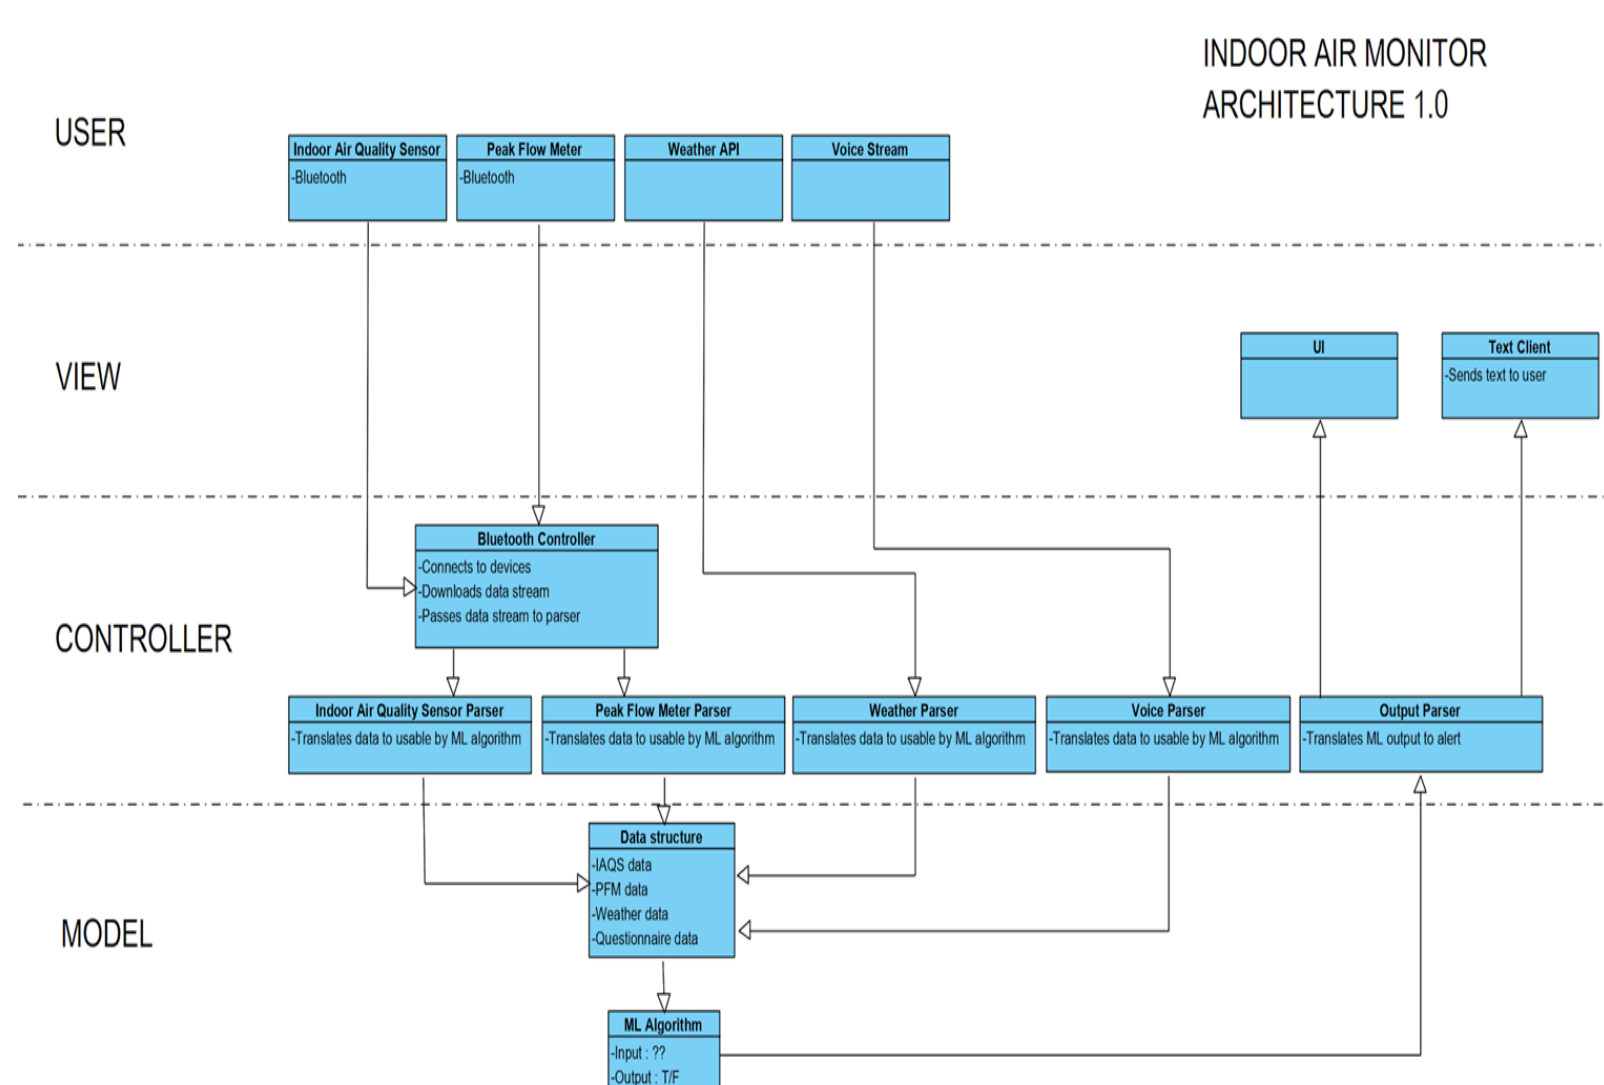 INDOOR AIR MONITOR
ARCHITECTURE 1.0
USER
Indoor Air Quality Sensor
-Bluetooth
Peak Flow Meter
-Bluetooth
Weather API
Voice Stream
VIEW
UI
Text Client
-Sends text to user
CONTROLLER
Bluetooth Controller
-Connects to devices
-Downloads data stream
-Passes data stream to parser
Indoor Air Quality Sensor Parser
-Translates data to usable by ML algorithm
Peak Flow Meter Parser
-Translates data to usable by ML algorithm
Weather Parser
-Translates data to usable by ML algorithm
Voice Parser
-Translates data to usable by ML algorithm
Output Parser
-Translates ML output to alert
MODEL
Data structure
-IAQS data
-PFM data
-Weather data
-Questionnaire data
ML Algorithm
-Input : ??
-Output : T/F